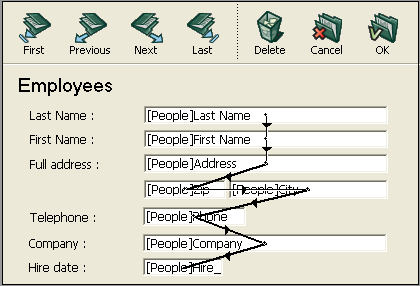 First Previous Next Last Delete Cancel OK
Employees
Last Name : [People]Last Name
First Name : [People]First Name
Full address : [People]Address
[People]Zip [People]City
Telephone : [People]Phone
Company : [People]Company
Hire date : [People]Hire_